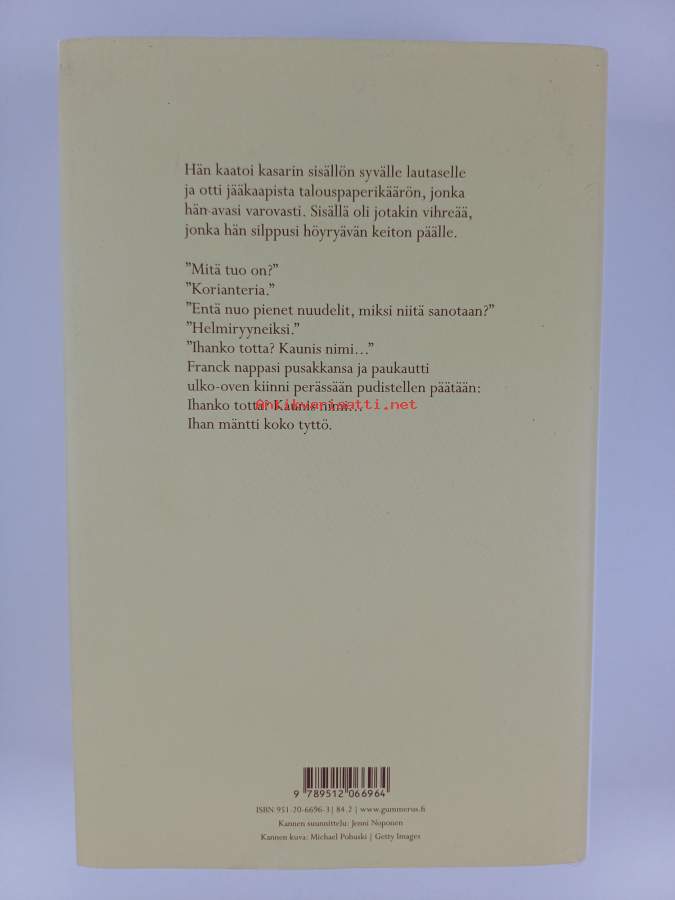 Hän kaatoi kasarin sisällön syvälle lautaselle
ja otti jääkaapista talouspaperikäärön, jonka
hän avasi varovasti. Sisällä oli jotakin vihreää,
jonka hän silppusi höyryävän keiton päälle.
”Mitä tuo on?”
”Korianteria.”
”Entä nuo pienet nuudelit, miksi niitä sanotaan?”
”Helmiryyneiksi.”
”Ihanko totta? Kaunis nimi...”
Franck nappasi pusakkansa ja paukautti
ulko-oven kiinni perässään pudistellen päätään:
Ihanko totta? Kaunis nimi...
Antikvariaatti.net
Ihan mäntti koko tyttö.
9 789512 066964
ISBN 951-20-6696-3 | 84.2 | www.gummerus.fi
Kannen suunnittelu: Jenni Noponen
Kannen kuva: Michael Pohuski | Getty Images